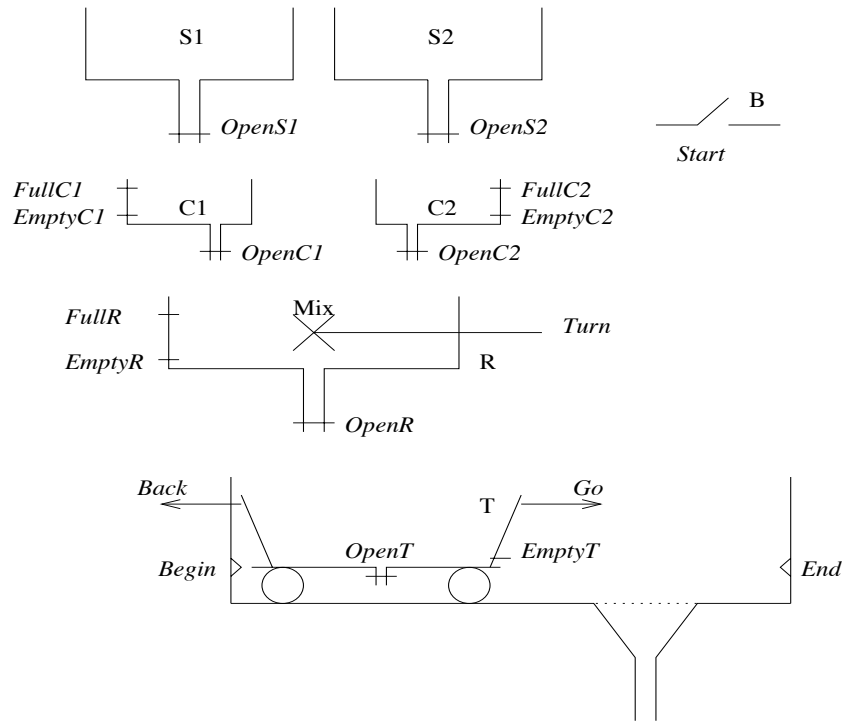 S1 S2
B
OpenS1 OpenS2
Start
FullC1 FullC2
C1 C2
EmptyC1 EmptyC2
OpenC1 OpenC2
Mix
FullR
Turn
EmptyR R
OpenR
Back Go
T
OpenT EmptyT
Begin End